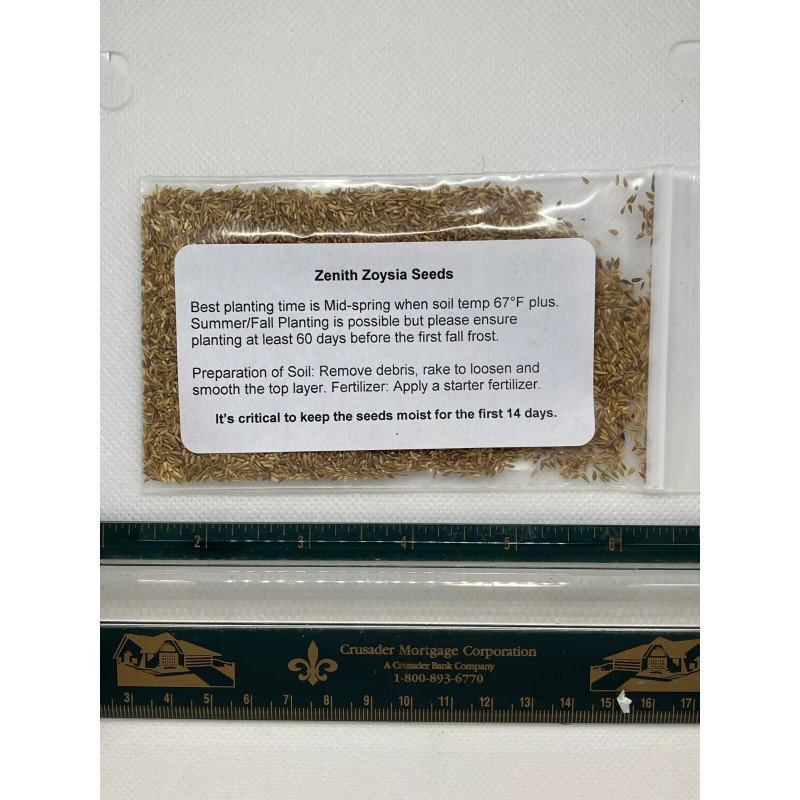 Zenith Zoysia Seeds
Best planting time is Mid-spring when soil temp 67°F plus.
Summer/Fall Planting is possible but please ensure
planting at least 60 days before the first fall frost.
Preparation of Soil: Remove debris, rake to loosen and
smooth the top layer. Fertilizer: Apply a starter fertilizer.
It's critical to keep the seeds moist for the first 14 days.
2 3 4 5 6
Crusader Mortgage Corporation
A Crusader Bank Company
1-800-893-6770
3 4 5 6 7 8 9 10 11 12 13 14 15 16 17